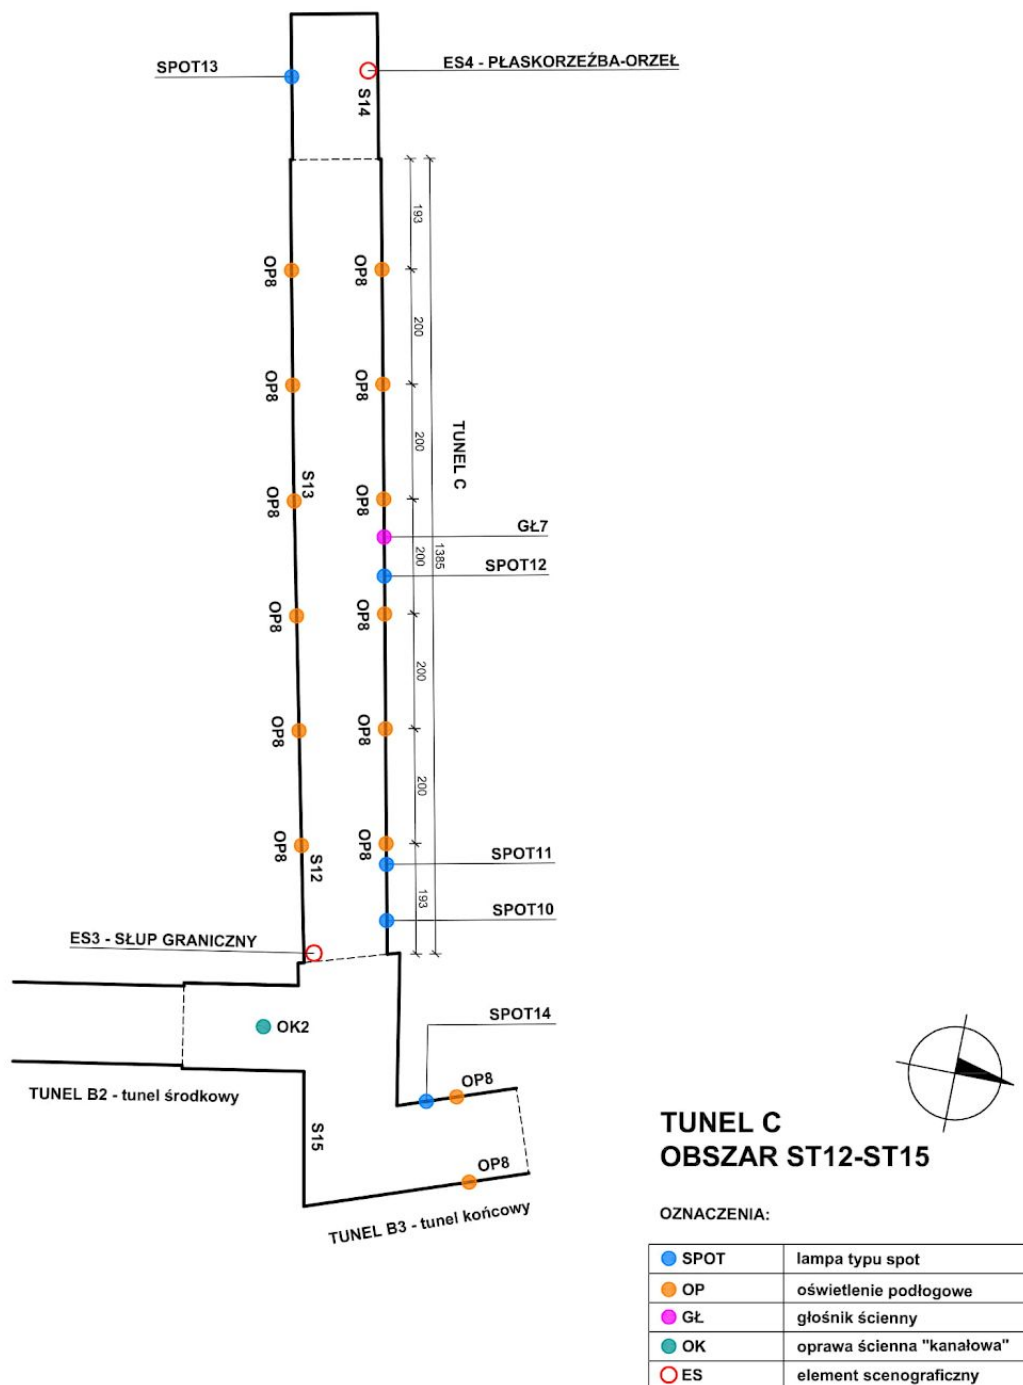 SPOT13
ES4 - PŁASKORZEŹBA-ORZEŁ
S14
193
OP8
OP8
200
OP8
OP8
200
TUNEL C
S13
OP8
OP8
GŁ7
200
1385
SPOT12
OP8
OP8
200
OP8
OP8
200
OP8
OP8
S12
SPOT11
193
SPOT10
ES3 - SŁUP GRANICZNY
SPOT14
OK2
OP8
TUNEL B2 - tunel środkowy
S15
OP8
TUNEL B3 - tunel końcowy
TUNEL C
OBSZAR ST12-ST15
OZNACZENIA:
SPOT lampa typu spot
OP oświetlenie podłogowe
GŁ głośnik ścienny
OK oprawa ścienna "kanałowa"
ES element scenograficzny